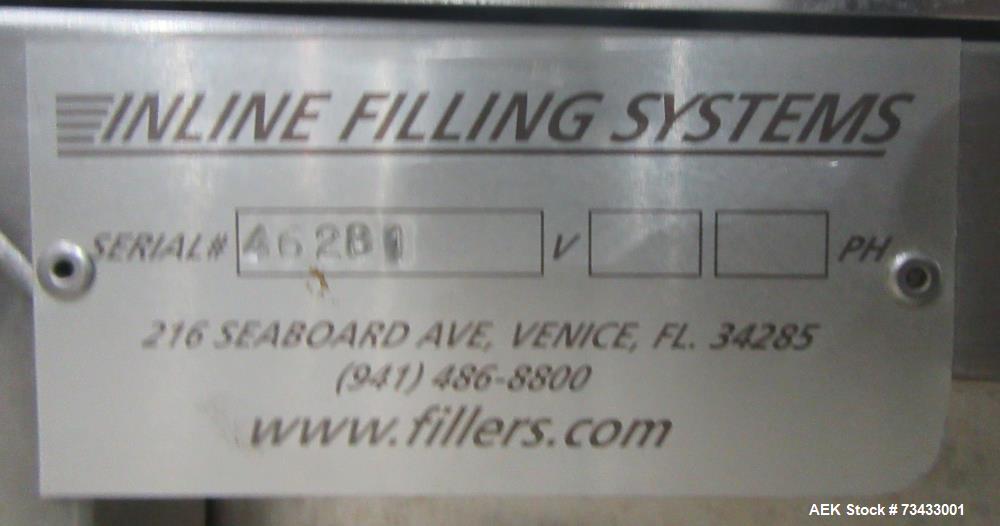 INLINE FILLING SYSTEMS
SERIAL# 462B1 V PH
216 SEABOARD AVE, VENICE, FL. 34285
(941) 486-8800
www.fillers.com
AEK Stock # 73433001